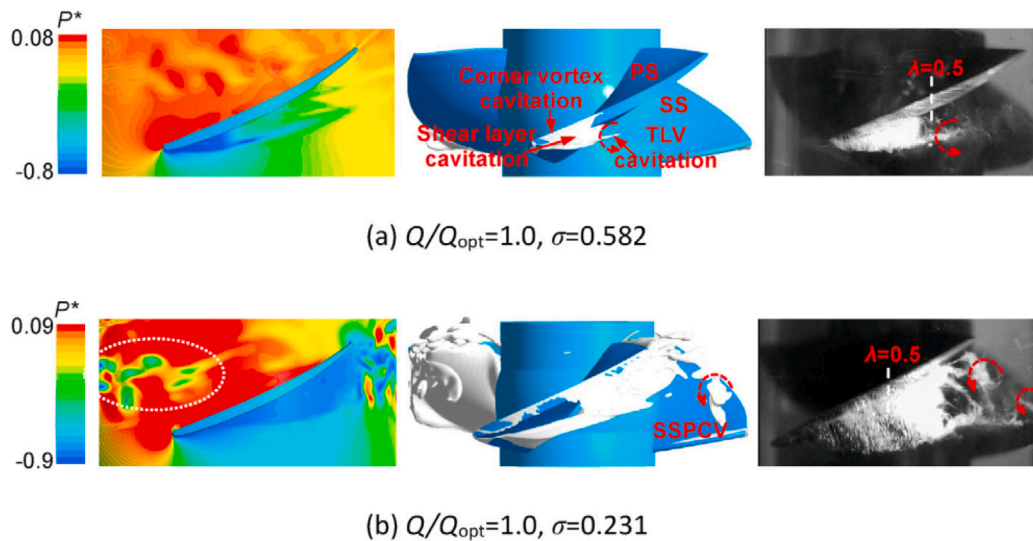 P*
0.08
-0.8
Corner vortex
cavitation
PS
SS
Shear layer
cavitation
TLV
cavitation
λ=0.5
(a) Q/Qopt=1.0, σ=0.582
P*
0.09
-0.9
SSPCV
λ=0.5
(b) Q/Qopt=1.0, σ=0.231